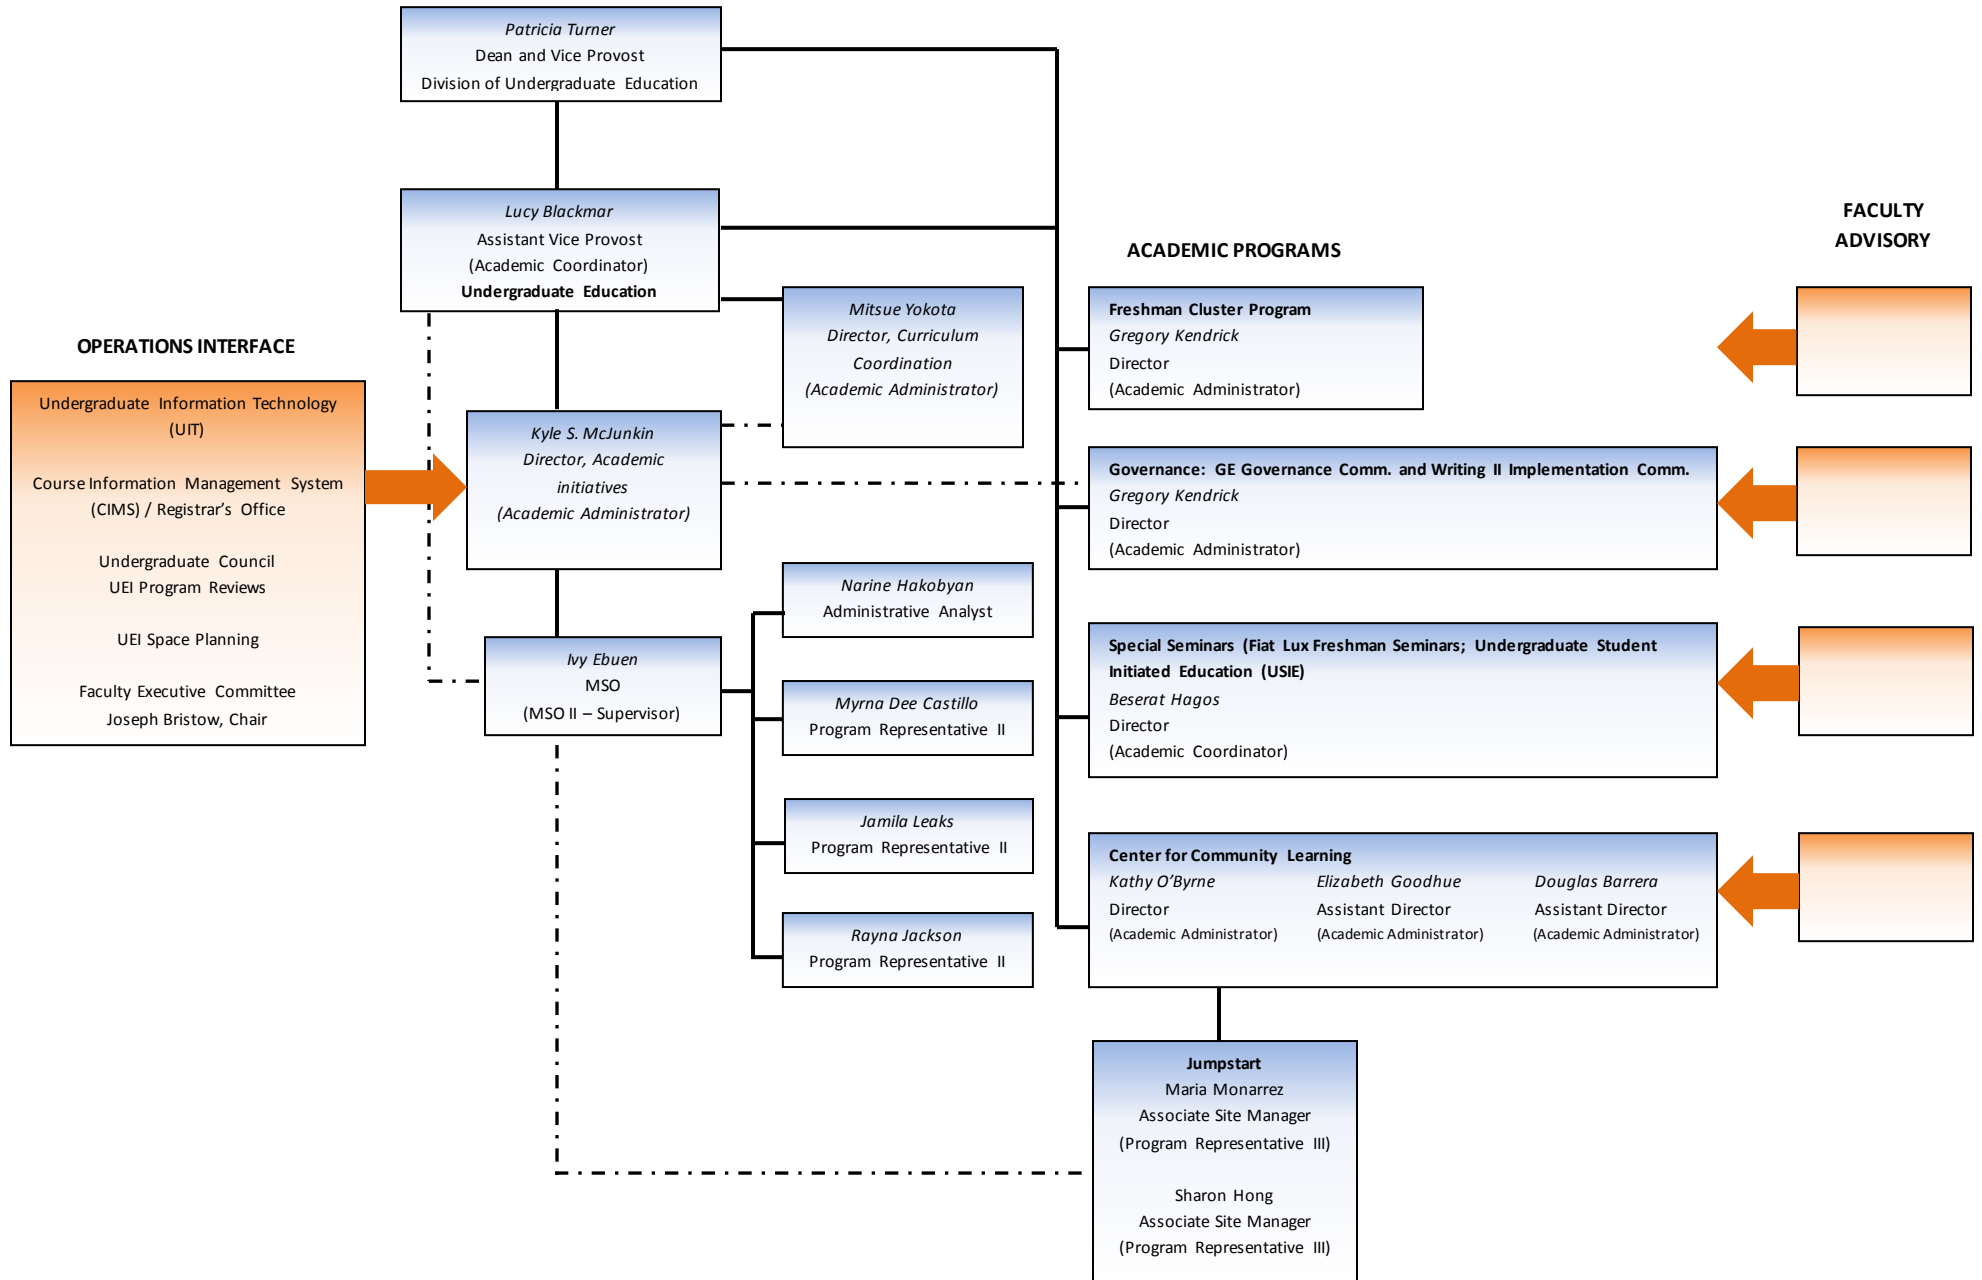 Patricia Turner
Dean and Vice Provost
Division of Undergraduate Education
Lucy Blackmar
Assistant Vice Provost
(Academic Coordinator)
Undergraduate Education
OPERATIONS INTERFACE
Undergraduate Information Technology
(UIT)
Course Information Management System
(CIMS) / Registrar's Office
Undergraduate Council
UEI Program Reviews
UEI Space Planning
Faculty Executive Committee
Joseph Bristow, Chair
Kyle S. McJunkin
Director, Academic
initiatives
(Academic Administrator)
Mitsue Yokota
Director, Curriculum
Coordination
(Academic Administrator)
Ivy Ebuen
MSO
(MSO II – Supervisor)
Narine Hakobyan
Administrative Analyst
Myrna Dee Castillo
Program Representative II
Jamila Leaks
Program Representative II
Rayna Jackson
Program Representative II
ACADEMIC PROGRAMS
Freshman Cluster Program
Gregory Kendrick
Director
(Academic Administrator)
Governance: GE Governance Comm. and Writing II Implementation Comm.
Gregory Kendrick
Director
(Academic Administrator)
Special Seminars (Fiat Lux Freshman Seminars; Undergraduate Student
Initiated Education (USIE)
Beserat Hagos
Director
(Academic Coordinator)
Center for Community Learning
Kathy O'Byrne
Director
(Academic Administrator)
Elizabeth Goodhue
Assistant Director
(Academic Administrator)
Douglas Barrera
Assistant Director
(Academic Administrator)
Jumpstart
Maria Monarrez
Associate Site Manager
(Program Representative III)
Sharon Hong
Associate Site Manager
(Program Representative III)
FACULTY
ADVISORY